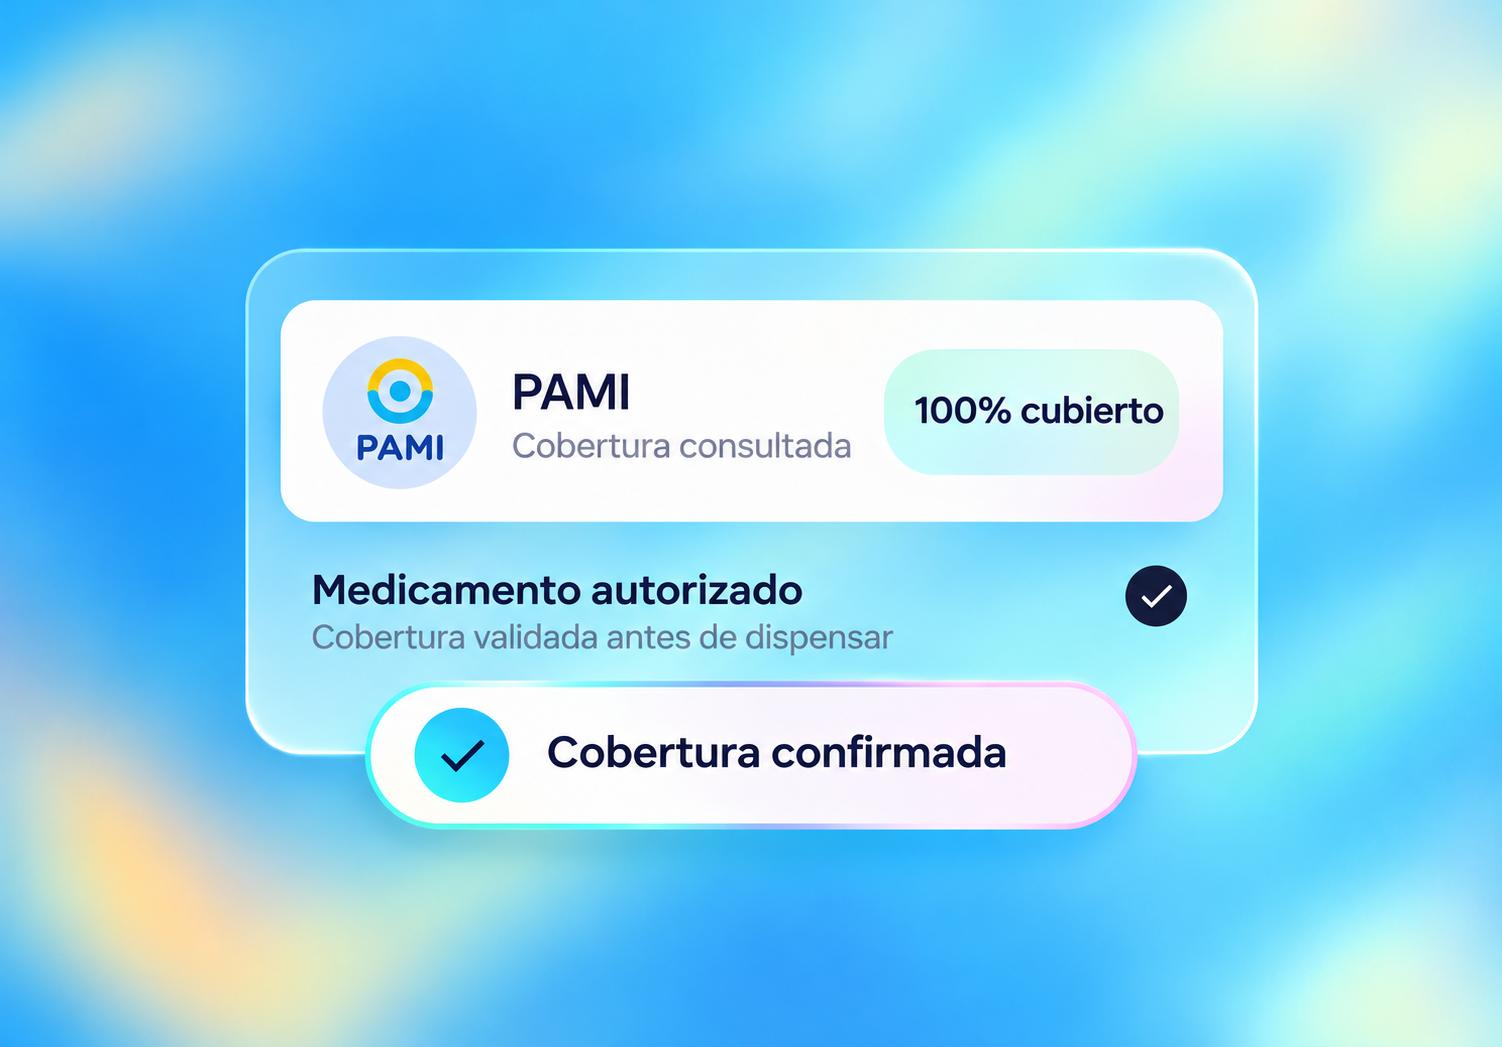 PAMI
PAMI
Cobertura consultada
100% cubierto
Medicamento autorizado
Cobertura validada antes de dispensar
Cobertura confirmada